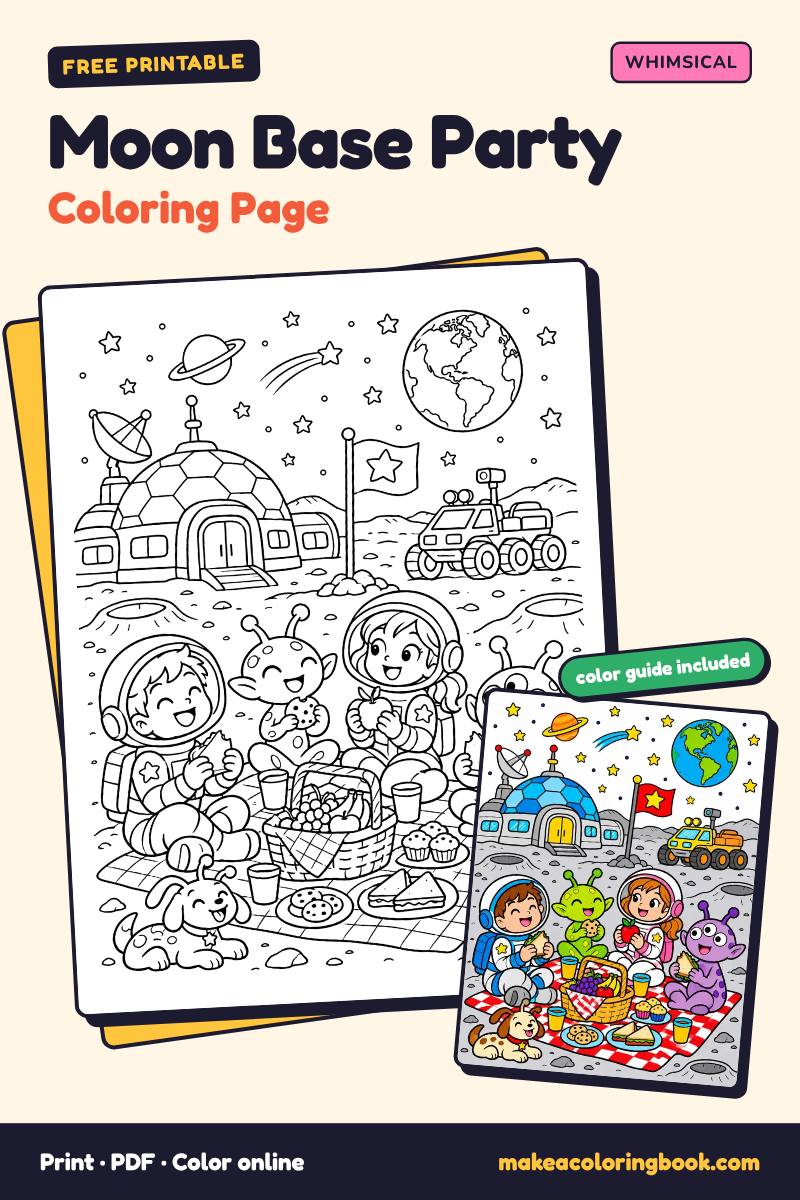 FREE PRINTABLE
WHIMSICAL
Moon Base Party
Coloring Page
color guide included
Print · PDF · Color online
makeacoloringbook.com